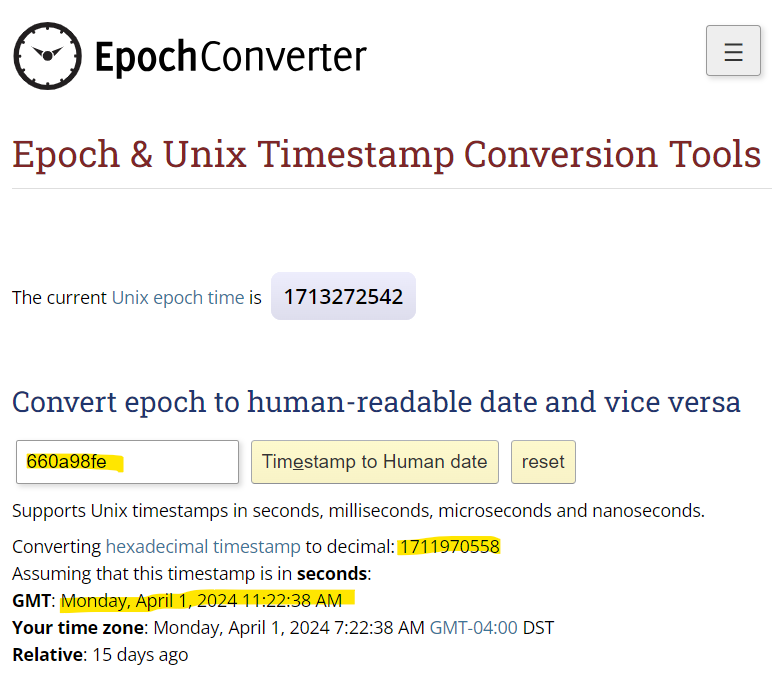 EpochConverter
Epoch & Unix Timestamp Conversion Tools
The current Unix epoch time is 1713272542
Convert epoch to human-readable date and vice versa
660a98fe Timestamp to Human date reset
Supports Unix timestamps in seconds, milliseconds, microseconds and nanoseconds.
Converting hexadecimal timestamp to decimal: 1711970558
Assuming that this timestamp is in seconds:
GMT: Monday, April 1, 2024 11:22:38 AM
Your time zone: Monday, April 1, 2024 7:22:38 AM GMT-04:00 DST
Relative: 15 days ago